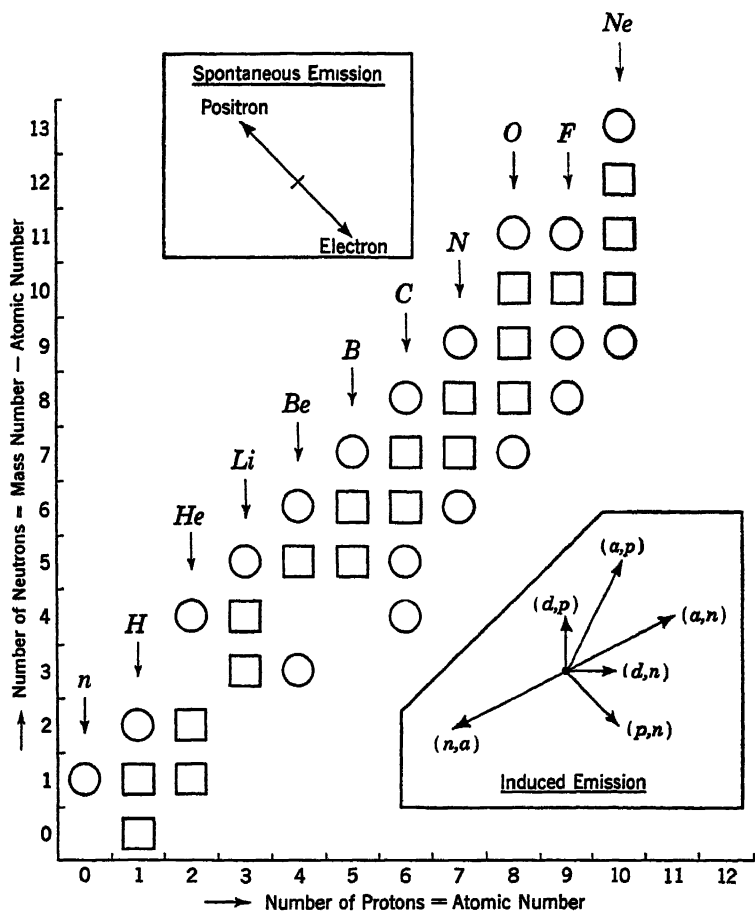 Ne
Spontaneous Emission
Positron
Electron
O F
N
C
B
Be
Li
He
H
n
13
12
11
10
9
8
7
6
5
4
3
2
1
0
→ Number of Neutrons = Mass Number — Atomic Number
(a,p)
(d,p)
(a,n)
(d,n)
(p,n)
(n,a)
Induced Emission
0 1 2 3 4 5 6 7 8 9 10 11 12
→ Number of Protons = Atomic Number